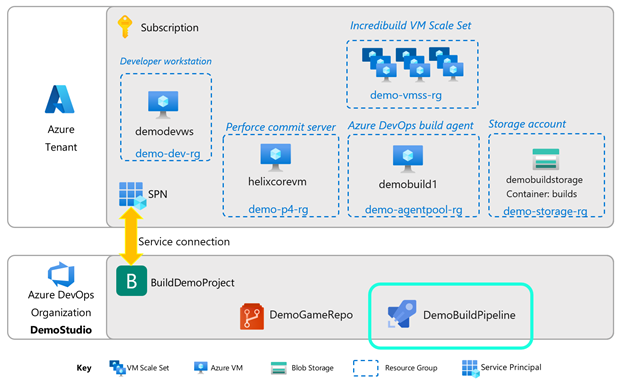 Subscription
Incredibuild VM Scale Set
demo-vmss-rg
Developer workstation
demodevws
demo-dev-rg
Azure
Tenant
Perforce commit server
helixcorevm
demo-p4-rg
Azure DevOps build agent
demobuild1
demo-agentpool-rg
Storage account
demobuildstorage
Container: builds
demo-storage-rg
SPN
Service connection
Azure DevOps
Organization
DemoStudio
B
BuildDemoProject
DemoGameRepo
DemoBuildPipeline
Key
VM Scale Set
Azure VM
Blob Storage
Resource Group
Service Principal